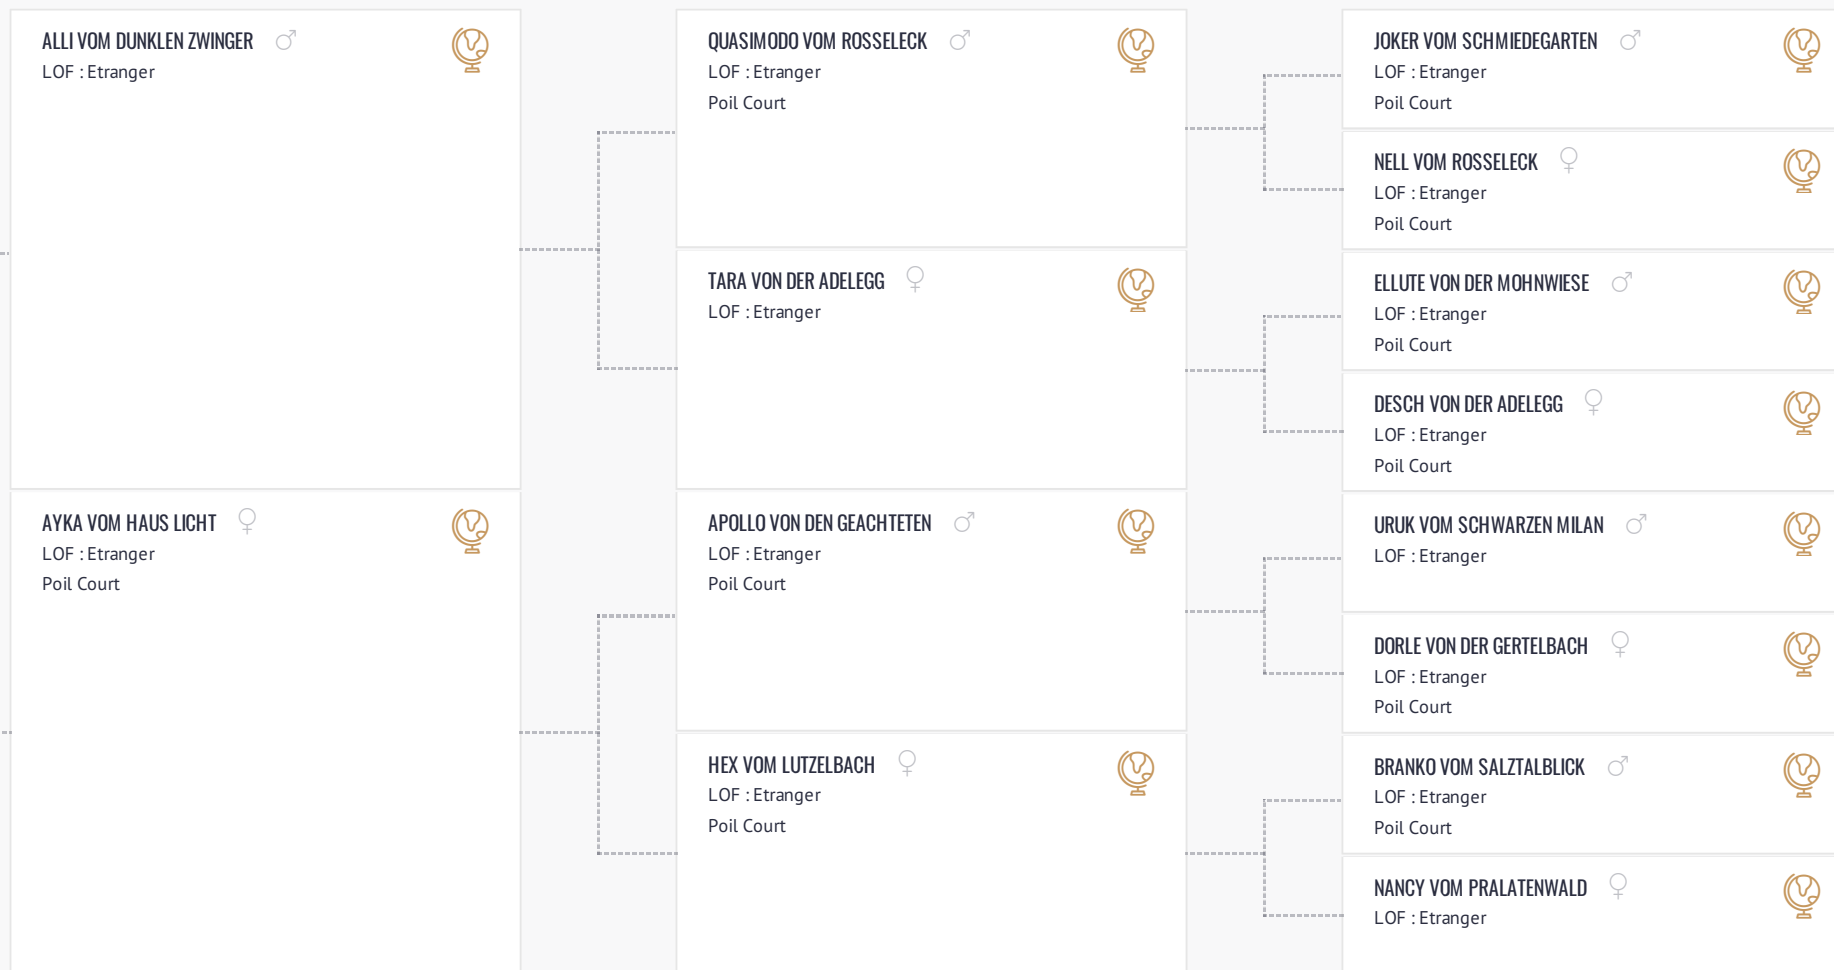 ALLI VOM DUNKLEN ZWINGER
LOF : Etranger
AYKA VOM HAUS LICHT
LOF : Etranger
Poil Court
QUASIMODO VOM ROSSELECK
LOF : Etranger
Poil Court
TARA VON DER ADELEGG
LOF : Etranger
APOLLO VON DEN GEACHTETEN
LOF : Etranger
Poil Court
HEX VOM LUTZELBACH
LOF : Etranger
Poil Court
JOKER VOM SCHMIEDEGARTEN
LOF : Etranger
Poil Court
NELL VOM ROSSELECK
LOF : Etranger
Poil Court
ELLUTE VON DER MOHNWIESE
LOF : Etranger
Poil Court
DESCH VON DER ADELEGG
LOF : Etranger
Poil Court
URUK VOM SCHWARZEN MILAN
LOF : Etranger
DORLE VON DER GERTELBACH
LOF : Etranger
Poil Court
BRANKO VOM SALZTALBLICK
LOF : Etranger
Poil Court
NANCY VOM PRALATENWALD
LOF : Etranger